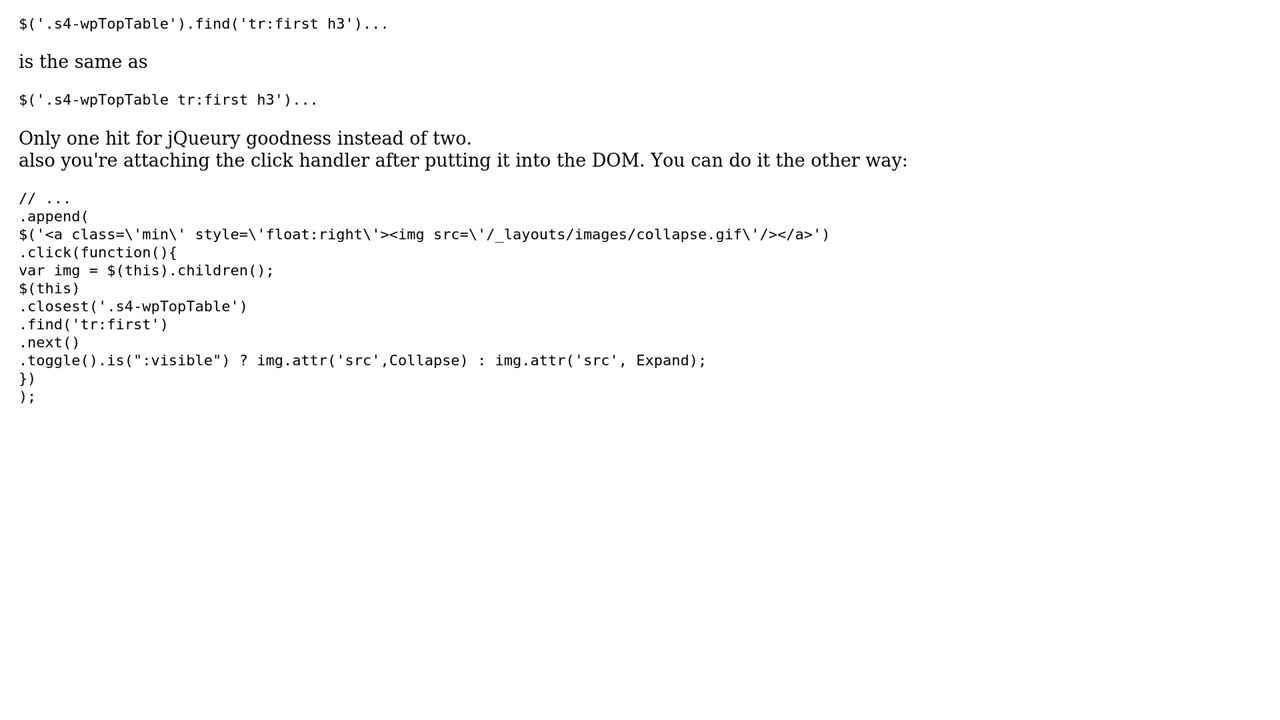 $('.s4-wpTopTable').find('tr:first h3')...
is the same as
$('.s4-wpTopTable tr:first h3')...
Only one hit for jQueury goodness instead of two.
also you're attaching the click handler after putting it into the DOM. You can do it the other way:
// ...
.append(
$('<a class=\'min\' style=\'float:right\'><img src=\'/_layouts/images/collapse.gif\'/></a>')
.click(function(){
var img = $(this).children();
$(this)
.closest('.s4-wpTopTable')
.find('tr:first')
.next()
.toggle().is(":visible") ? img.attr('src',Collapse) : img.attr('src', Expand);
})
);